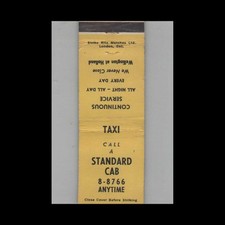 TAXI
CALL
A
STANDARD
CAB
8-8766
ANYTIME
Close Cover Before Striking
CONTINUOUS
SERVICE
ALL NIGHT - ALL DAY
EVERY DAY
We Never Close
Wellington at Holland